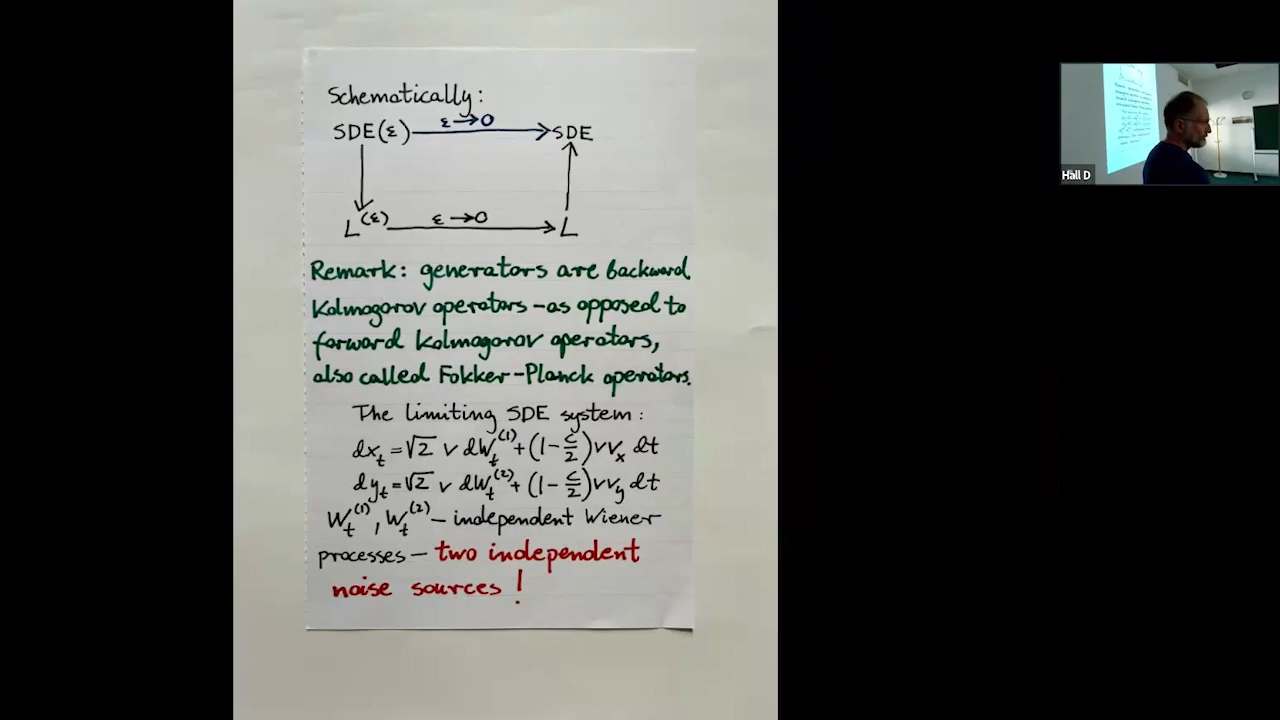 Schematically:
SDE(ε) ε→0 SDE
L^(ε) ε→0 L
Remark: generators are backward
Kolmogorov operators - as opposed to
forward Kolmogorov operators,
also called Fokker-Planck operators.
The limiting SDE system:
dx_t = √2 v dW_t^(1) + (1 - c/2) v v_x dt
dy_t = √2 v dW_t^(2) + (1 - c/2) v v_y dt
W_t^(1), W_t^(2) - independent Wiener
processes - two independent
noise sources!
Hall D